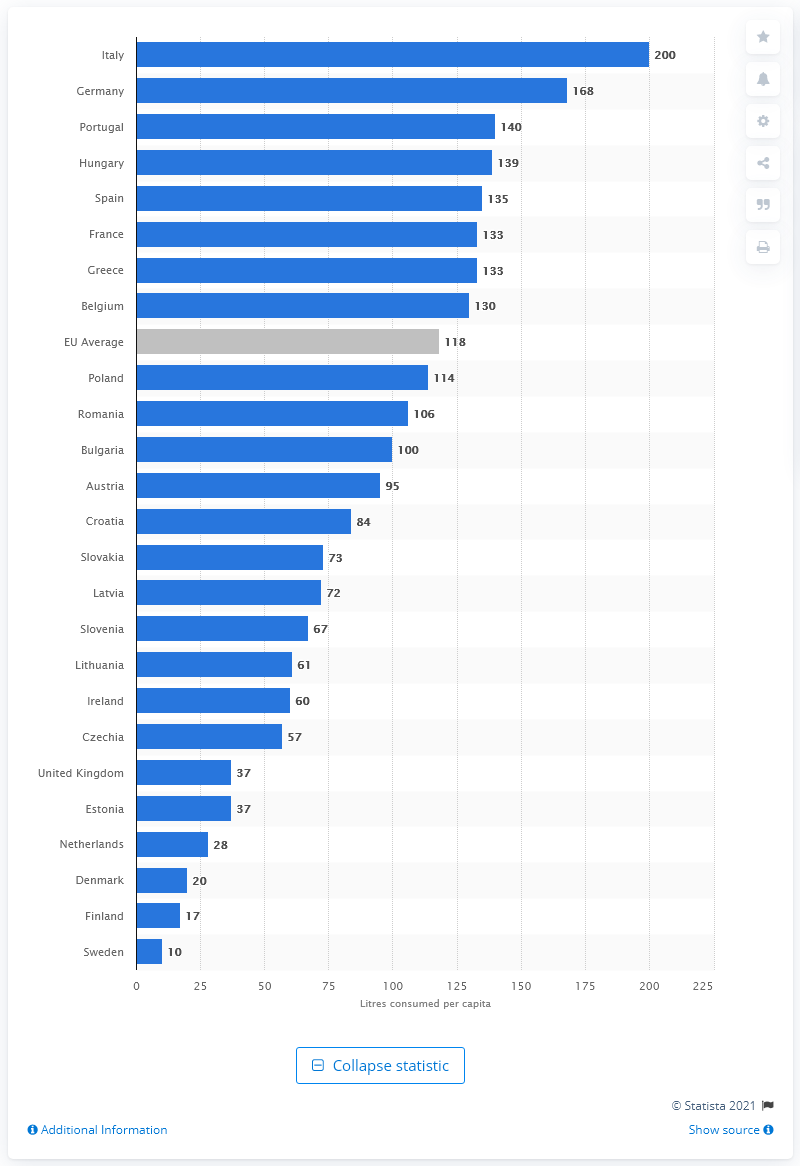 Italy 200
Germany 168
Portugal 140
Hungary 139
Spain 135
France 133
Greece 133
Belgium 130
EU Average 118
Poland 114
Romania 106
Bulgaria 100
Austria 95
Croatia 84
Slovakia 73
Latvia 72
Slovenia 67
Lithuania 61
Ireland 60
Czechia 57
United Kingdom 37
Estonia 37
Netherlands 28
Denmark 20
Finland 17
Sweden 10
0 25 50 75 100 125 150 175 200 225
Litres consumed per capita
Collapse statistic
© Statista 2021
Additional Information Show source